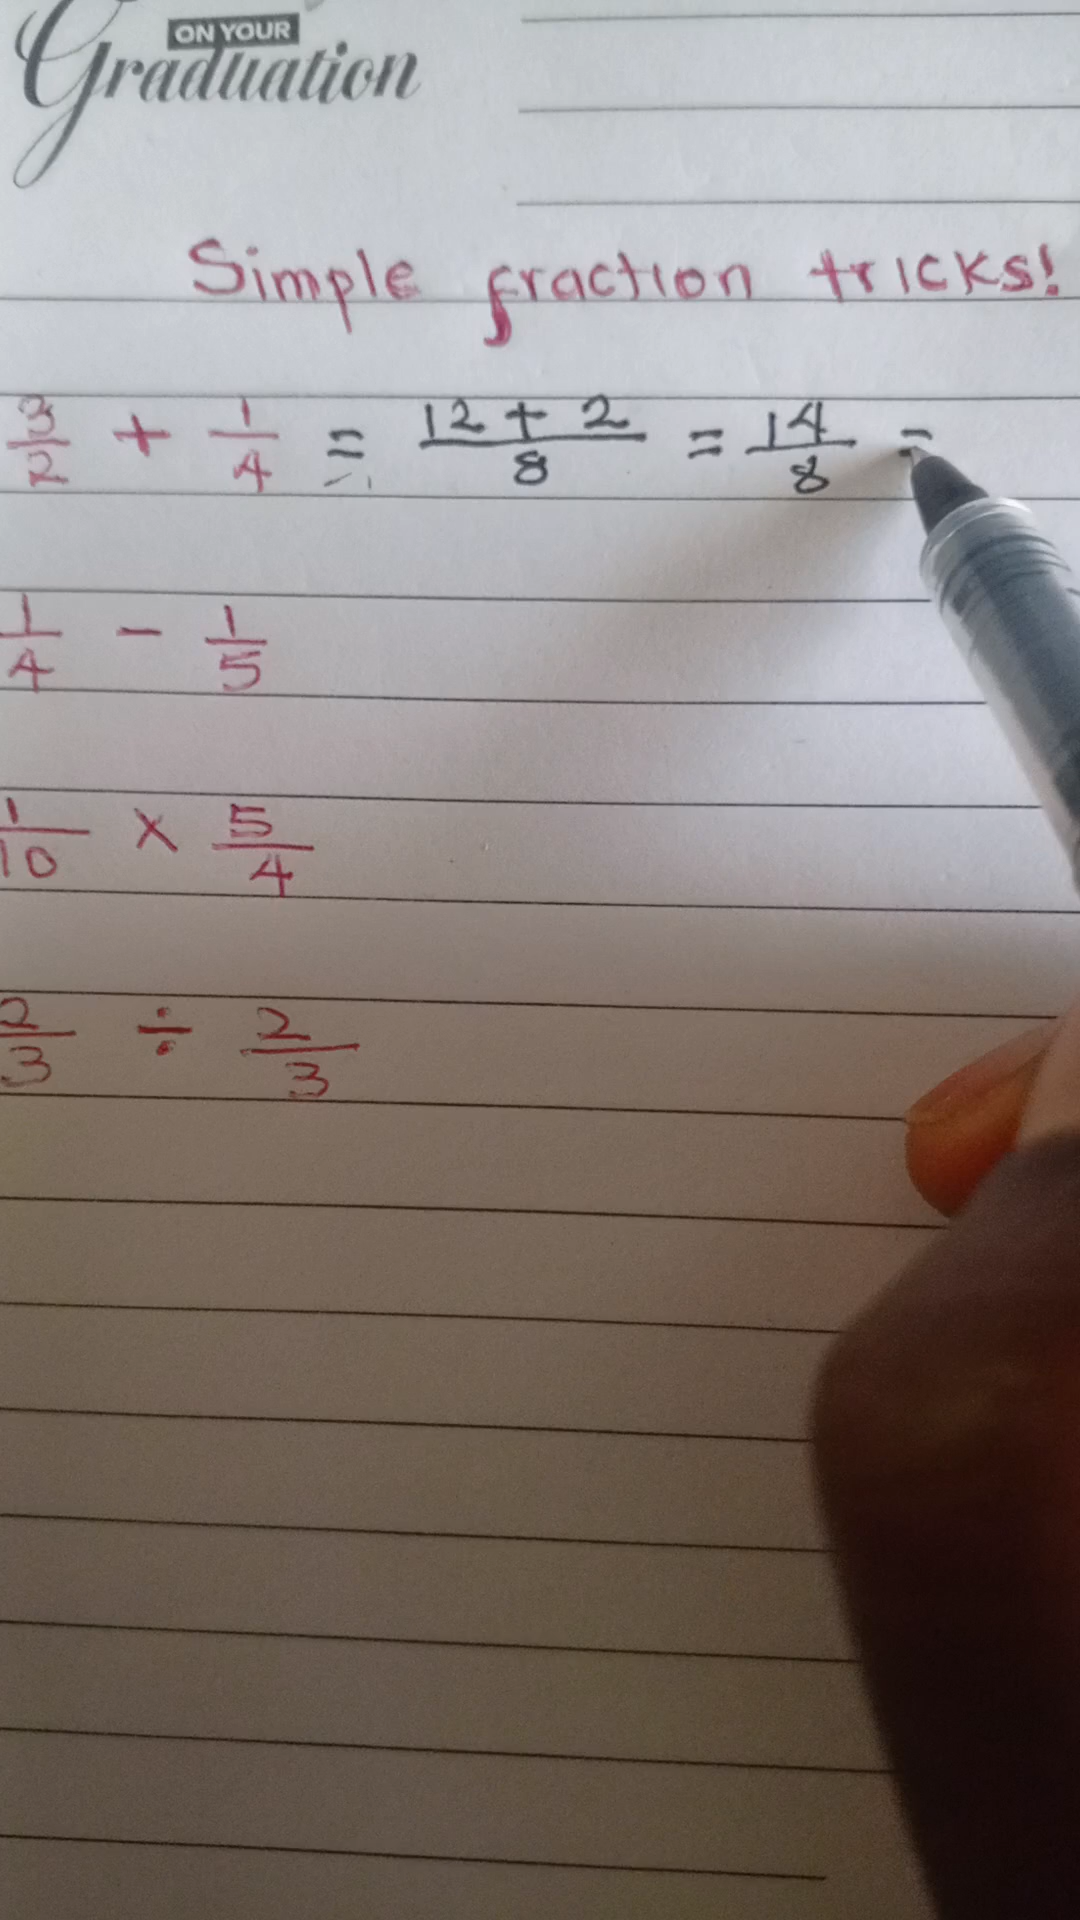 ON YOUR
Graduation
Simple fraction tricks!
3/2 + 1/4 = 12 + 2/8 = 14/8 =
1/4 - 1/5
1/10 × 5/4
2/3 ÷ 2/3